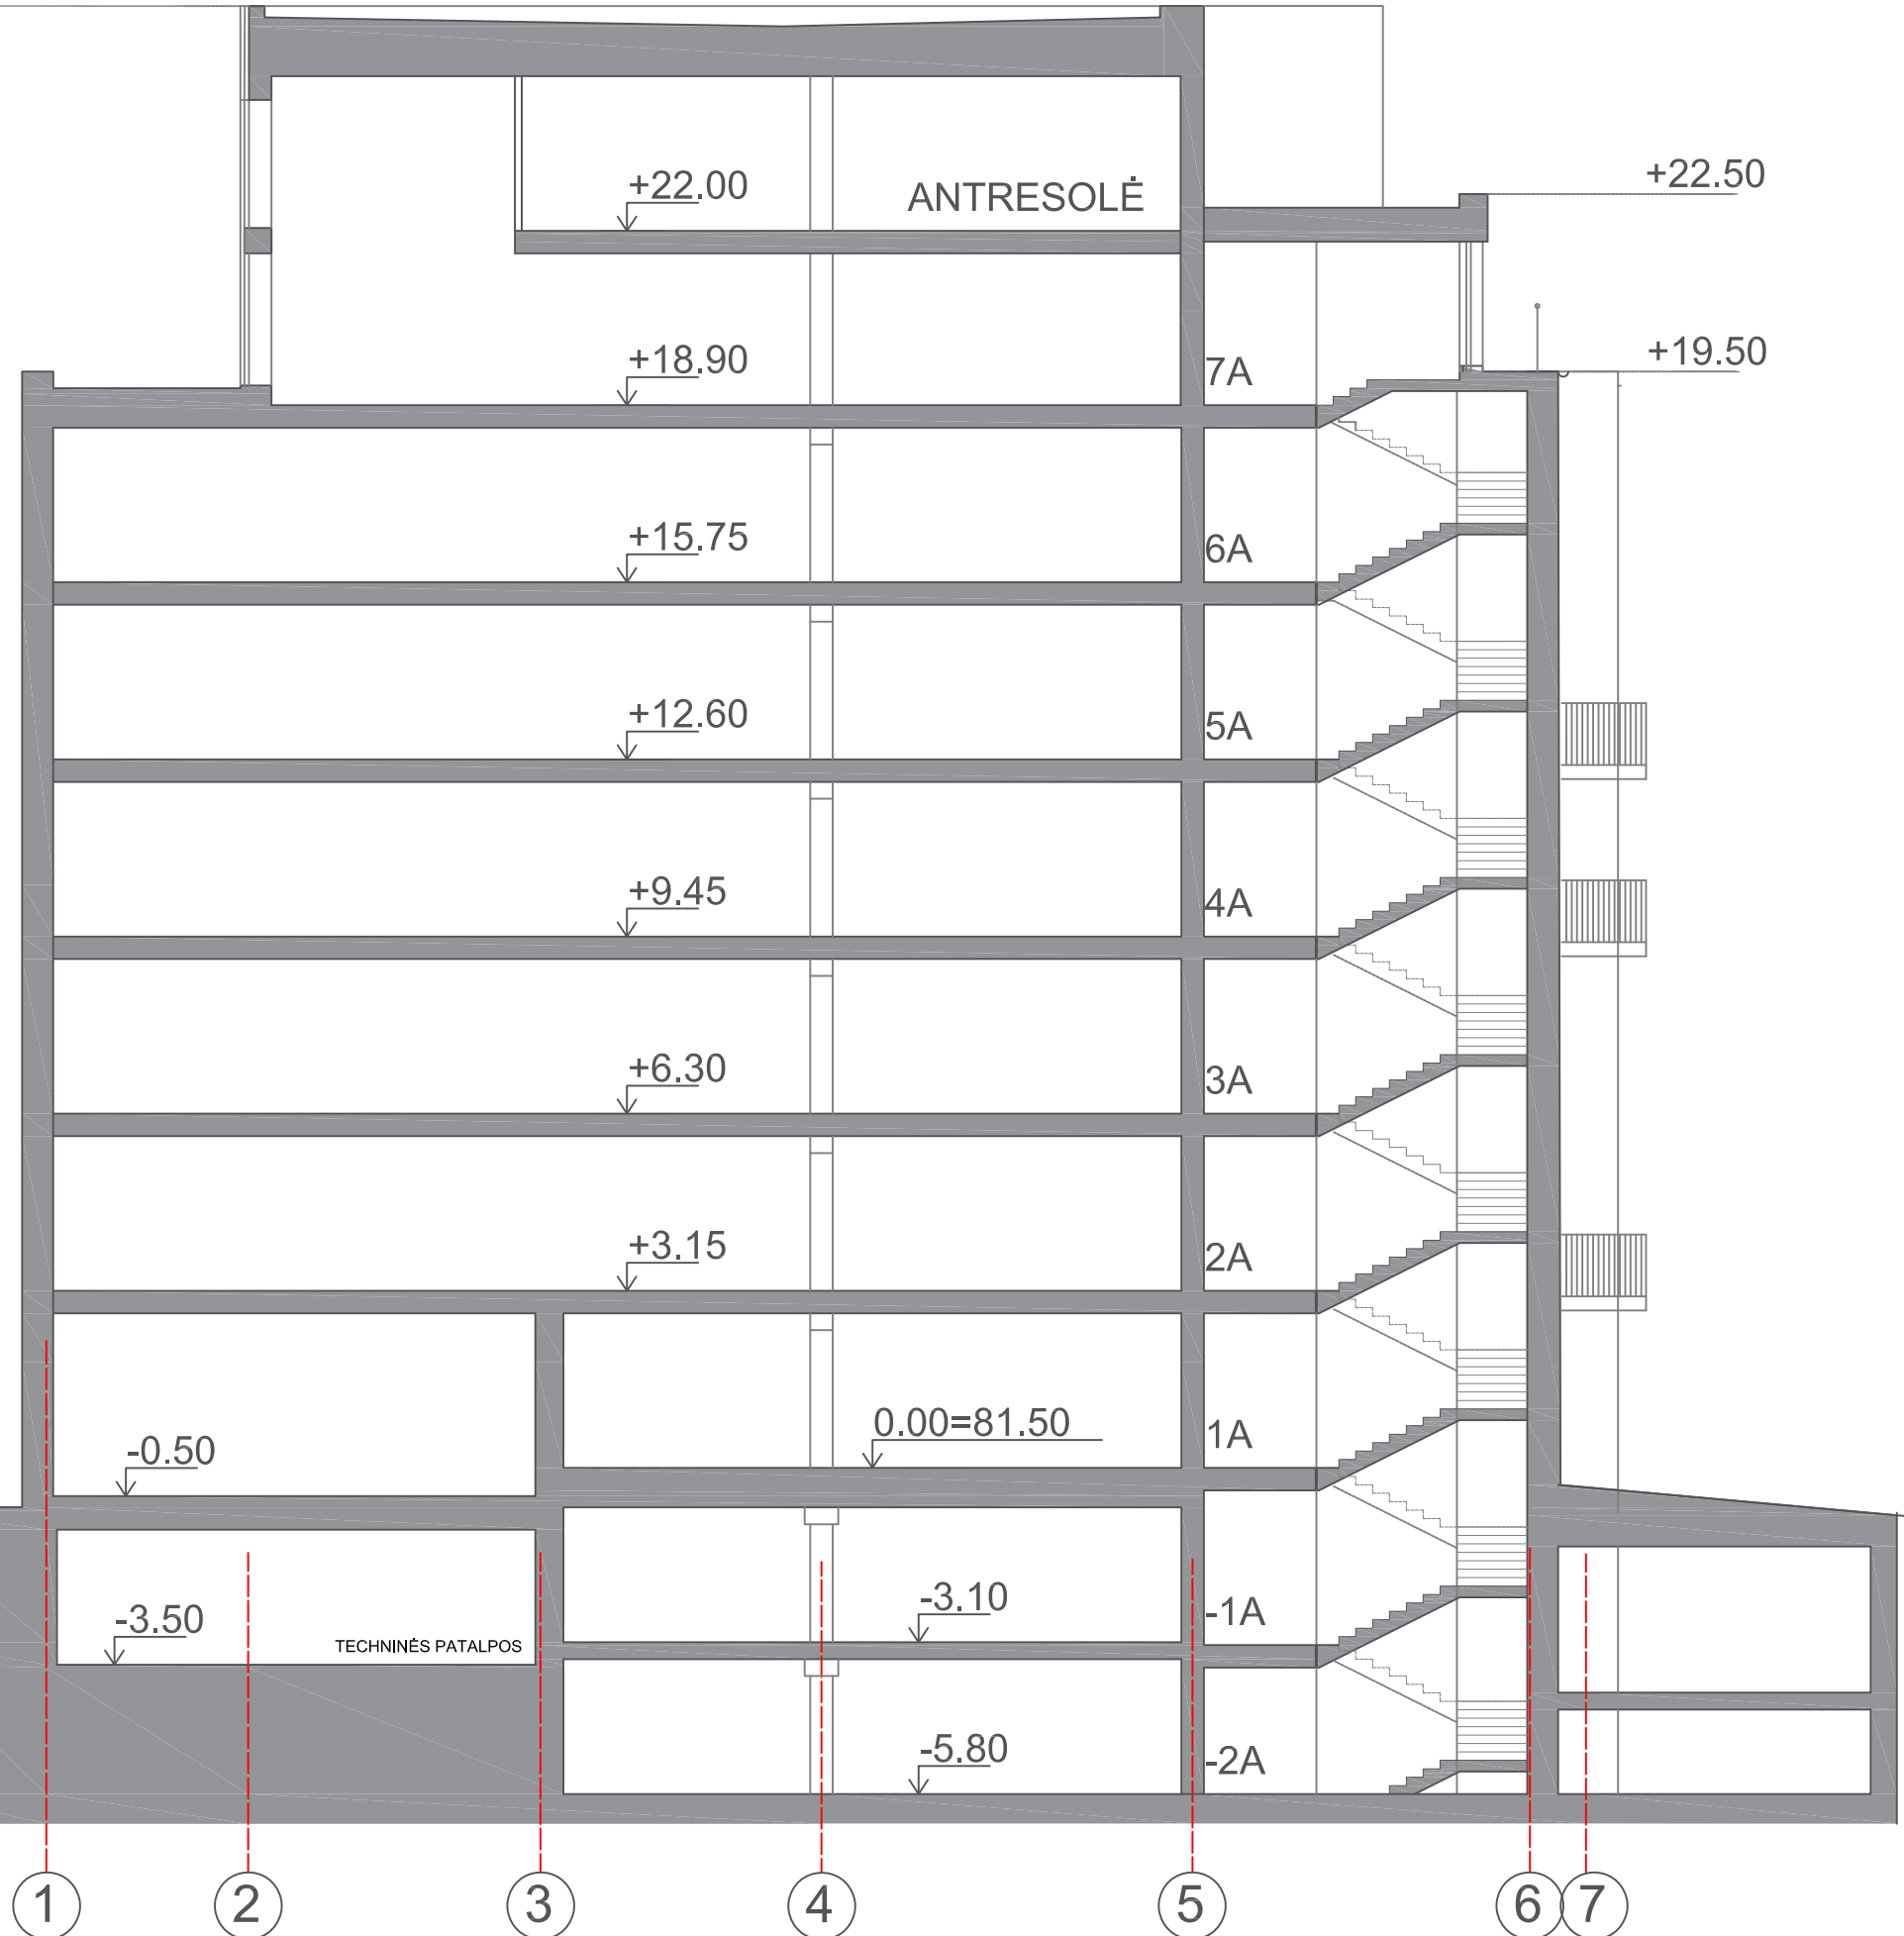 +22.50
+22.00
ANTRESOLĖ
+19.50
+18.90
7A
+15.75
6A
+12.60
5A
+9.45
4A
+6.30
3A
+3.15
2A
0.00=81.50
1A
-0.50
-3.10
-1A
-3.50
TECHNINĖS PATALPOS
-5.80
-2A
1
2
3
4
5
6
7